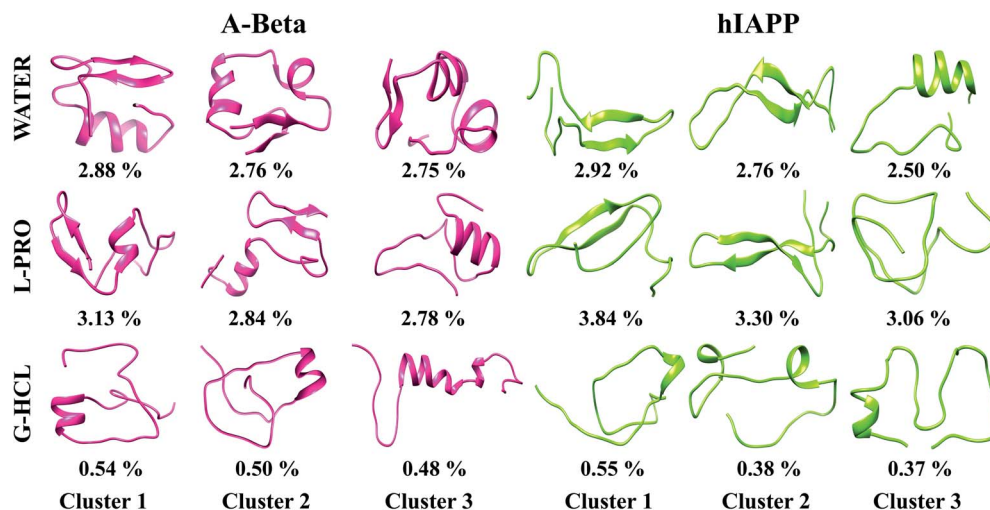 A-Beta hIAPP
WATER
2.88 % 2.76 % 2.75 % 2.92 % 2.76 % 2.50 %
L-PRO
3.13 % 2.84 % 2.78 % 3.84 % 3.30 % 3.06 %
G-HCL
0.54 % 0.50 % 0.48 % 0.55 % 0.38 % 0.37 %
Cluster 1 Cluster 2 Cluster 3 Cluster 1 Cluster 2 Cluster 3